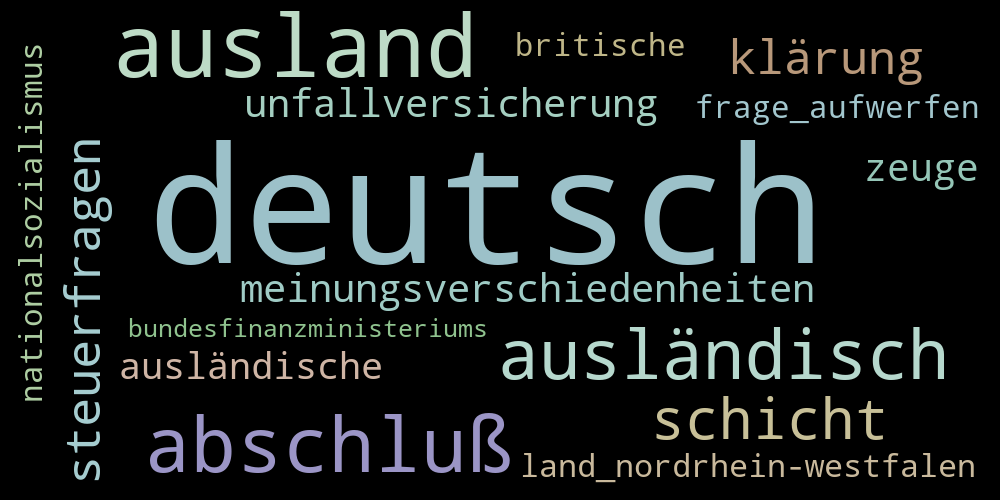 ausland
britische
klärung
unfallversicherung
frage_aufwerfen
nationalsozialismus
steuerfragen
deutsch
zeuge
meinungsverschiedenheiten
bundesfinanzministeriums
ausländische
ausländisch
abschluß
schicht
land_nordrhein-westfalen